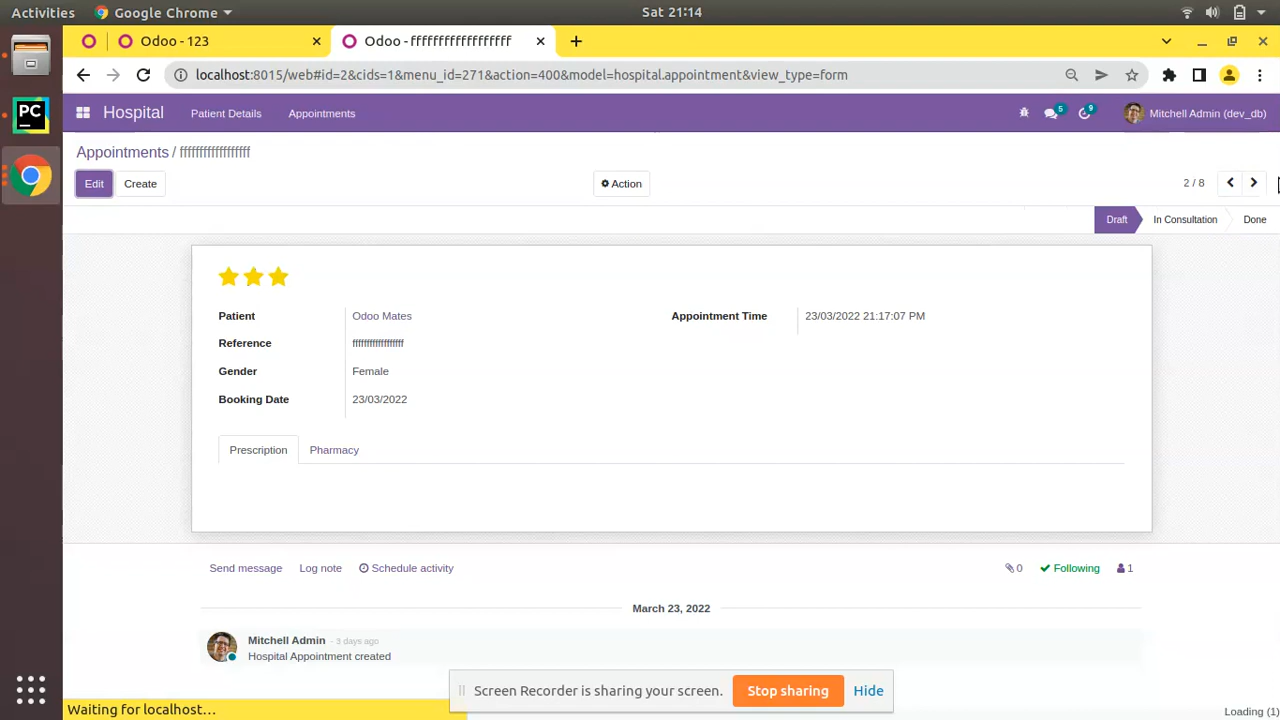 Activities Google Chrome Sat 21:14
Odoo - 123 Odoo - ffffffffffffffffff
localhost:8015/web#id=2&cids=1&menu_id=271&action=400&model=hospital.appointment&view_type=form
PC
Hospital Patient Details Appointments 5 9 Mitchell Admin (dev_db)
Appointments / ffffffffffffffffff
Edit Create Action 2 / 8
Draft In Consultation Done
Patient Odoo Mates Appointment Time 23/03/2022 21:17:07 PM
Reference ffffffffffffffffff
Gender Female
Booking Date 23/03/2022
Prescription Pharmacy
Send message Log note Schedule activity 0 Following 1
March 23, 2022
Mitchell Admin - 3 days ago
Hospital Appointment created
Screen Recorder is sharing your screen. Stop sharing Hide
Waiting for localhost… Loading (1)